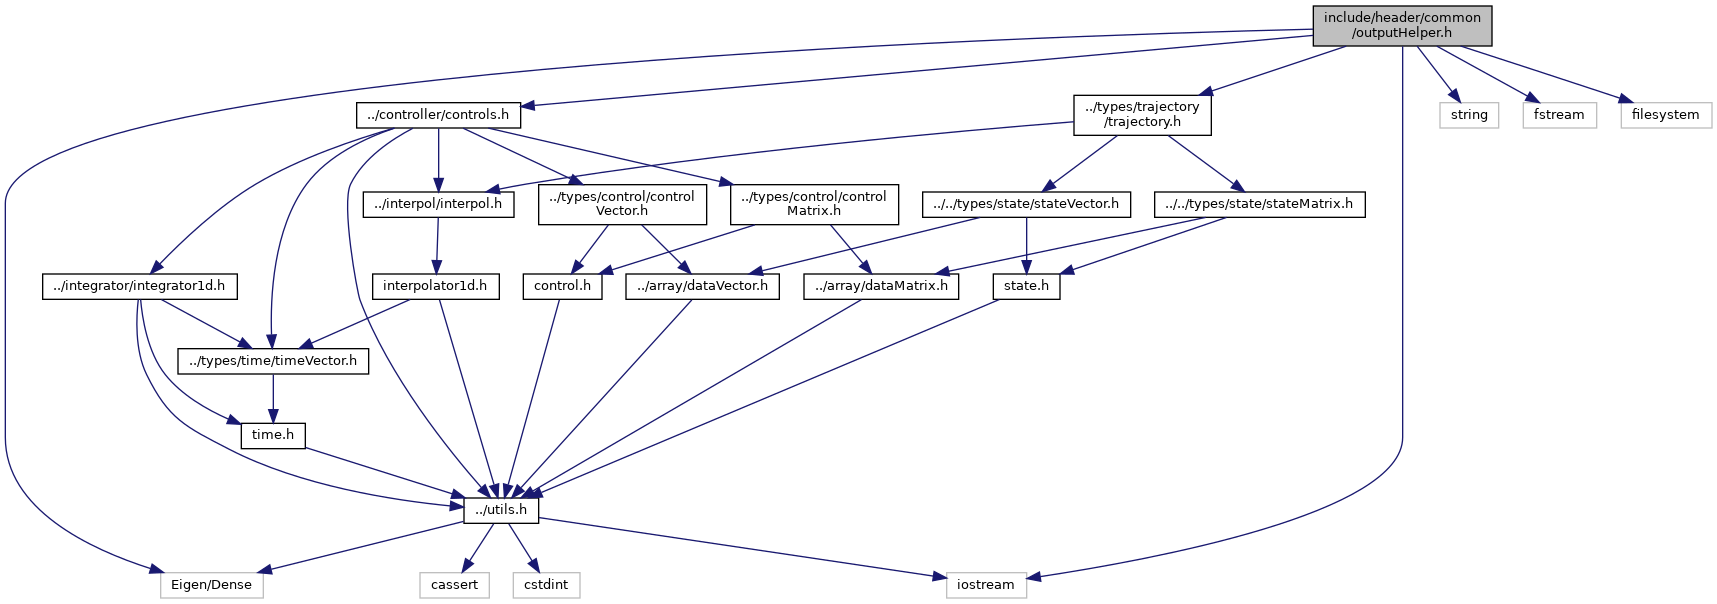 include/header/common
/outputHelper.h
../controller/controls.h
../types/trajectory
/trajectory.h
string
fstream
filesystem
../interpol/interpol.h
../types/control/control
Vector.h
../types/control/control
Matrix.h
../../types/state/stateVector.h
../../types/state/stateMatrix.h
../integrator/integrator1d.h
interpolator1d.h
control.h
../array/dataVector.h
../array/dataMatrix.h
state.h
../types/time/timeVector.h
time.h
../utils.h
Eigen/Dense
cassert
cstdint
iostream